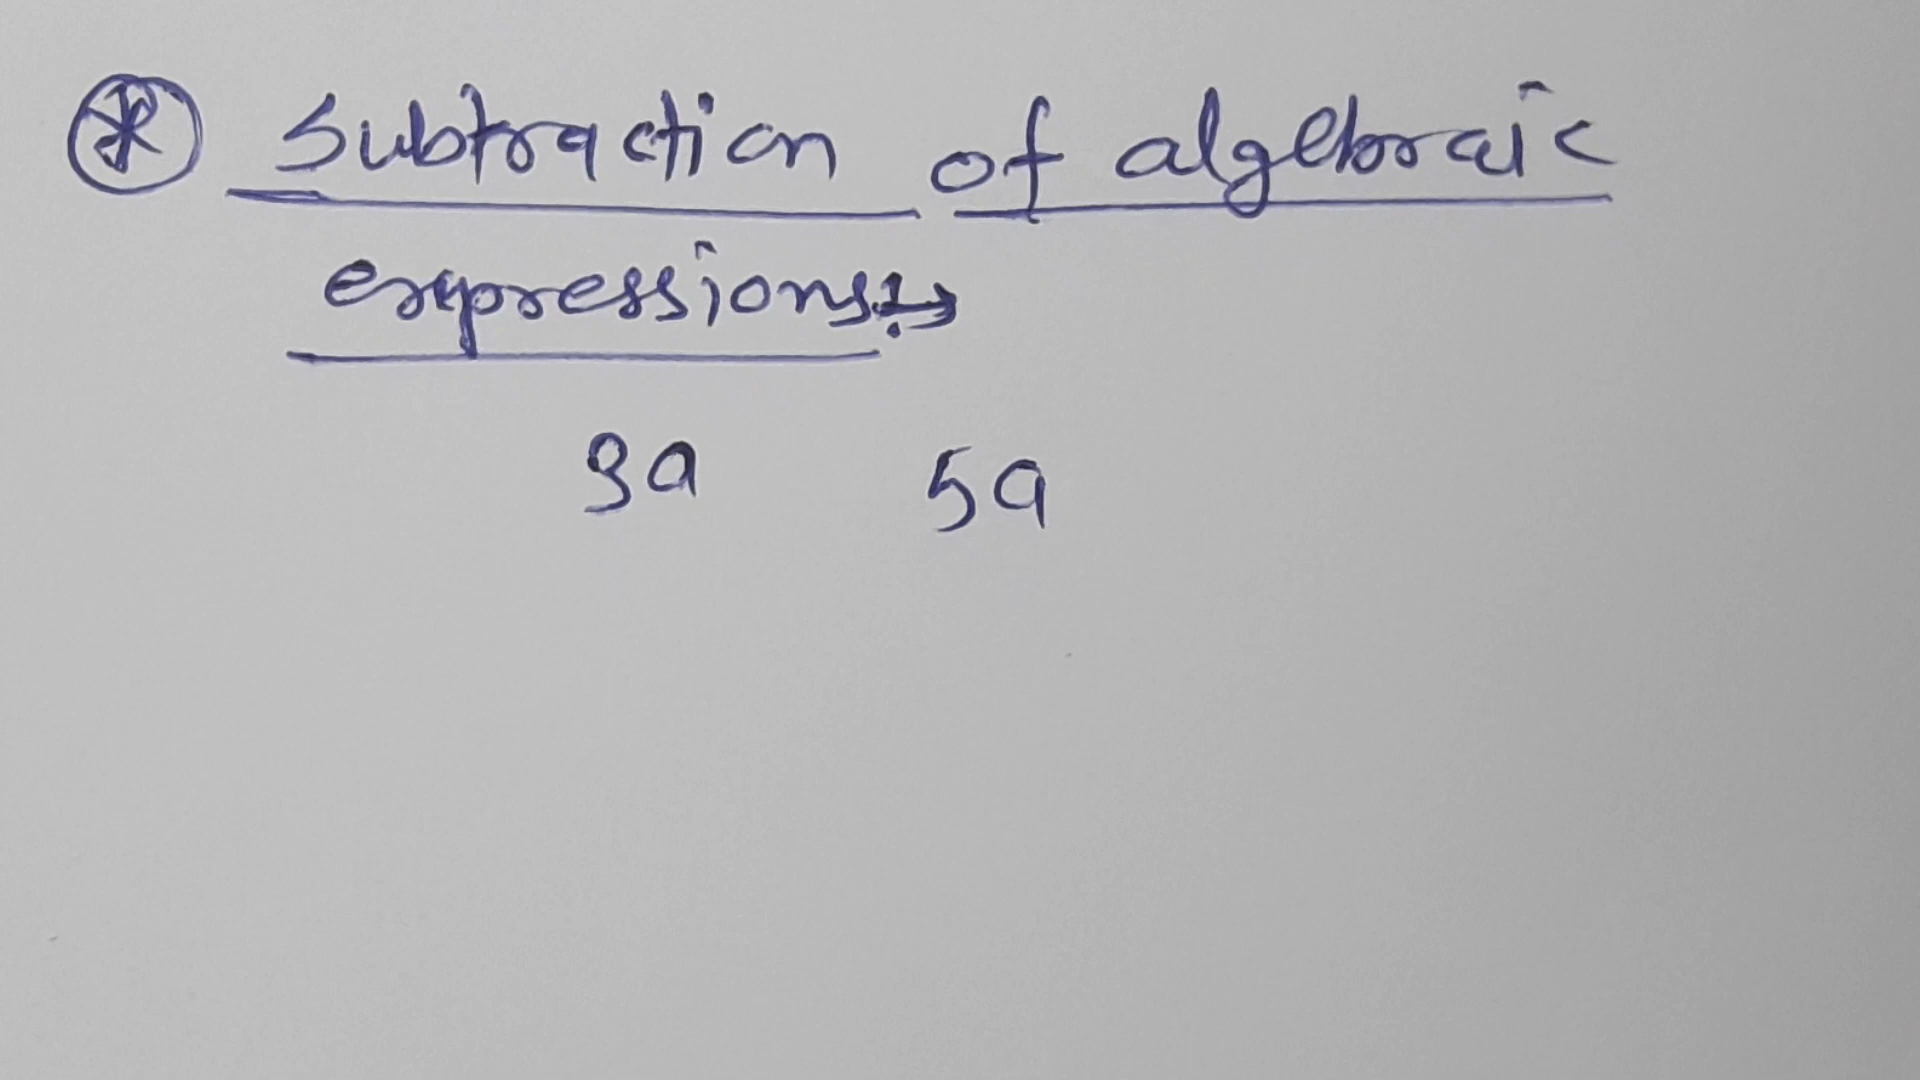 ⊛ Subtraction of algebraic
expressions:→
3a 5a